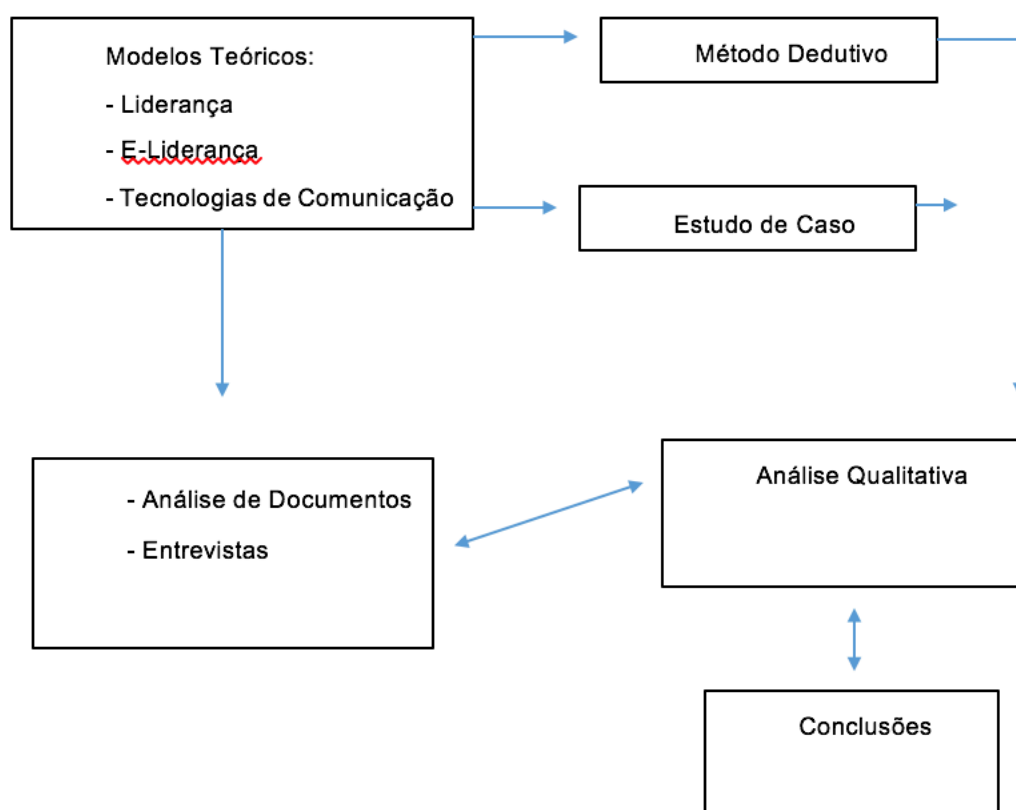 Modelos Teóricos:
- Liderança
- E-Liderança
- Tecnologias de Comunicação
Método Dedutivo
Estudo de Caso
- Análise de Documentos
- Entrevistas
Análise Qualitativa
Conclusões